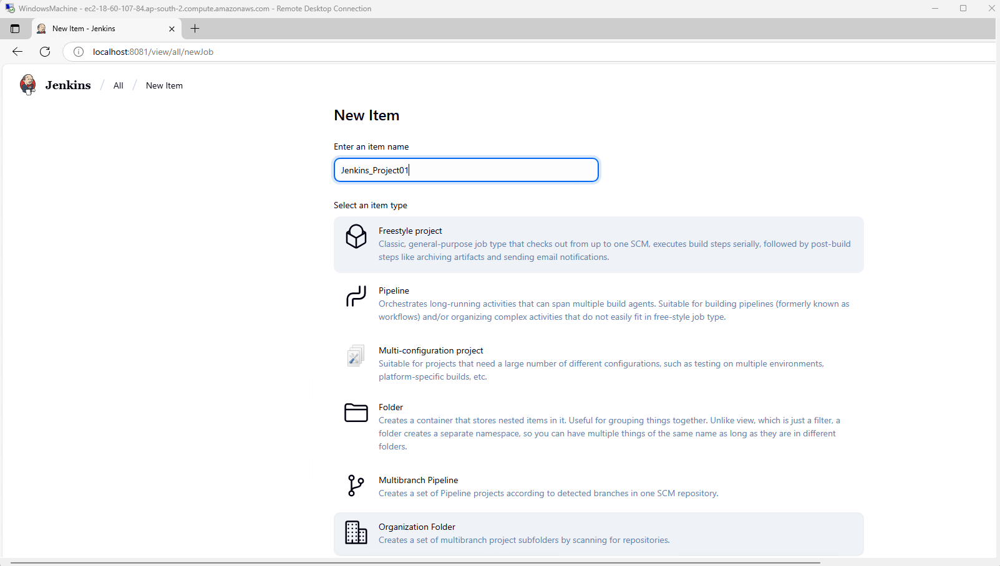 WindowsMachine - ec2-18-60-107-84.ap-south-2.compute.amazonaws.com - Remote Desktop Connection
New Item - Jenkins
localhost:8081/view/all/newJob
Jenkins / All / New Item
New Item
Enter an item name
Jenkins_Project01
Select an item type
Freestyle project
Classic, general-purpose job type that checks out from up to one SCM, executes build steps serially, followed by post-build
steps like archiving artifacts and sending email notifications.
Pipeline
Orchestrates long-running activities that can span multiple build agents. Suitable for building pipelines (formerly known as
workflows) and/or organizing complex activities that do not easily fit in free-style job type.
Multi-configuration project
Suitable for projects that need a large number of different configurations, such as testing on multiple environments,
platform-specific builds, etc.
Folder
Creates a container that stores nested items in it. Useful for grouping things together. Unlike view, which is just a filter, a
folder creates a separate namespace, so you can have multiple things of the same name as long as they are in different
folders.
Multibranch Pipeline
Creates a set of Pipeline projects according to detected branches in one SCM repository.
Organization Folder
Creates a set of multibranch project subfolders by scanning for repositories.